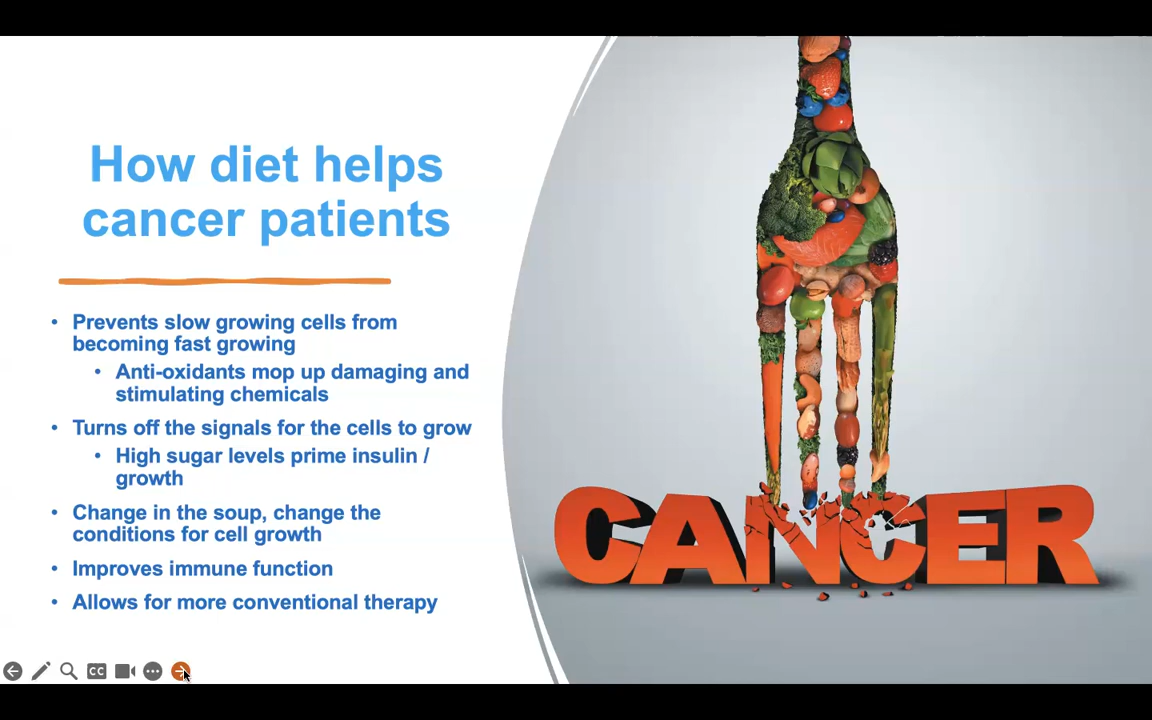 How diet helps
cancer patients
• Prevents slow growing cells from
becoming fast growing
• Anti-oxidants mop up damaging and
stimulating chemicals
• Turns off the signals for the cells to grow
• High sugar levels prime insulin /
growth
• Change in the soup, change the
conditions for cell growth
• Improves immune function
• Allows for more conventional therapy
CANCER
CC